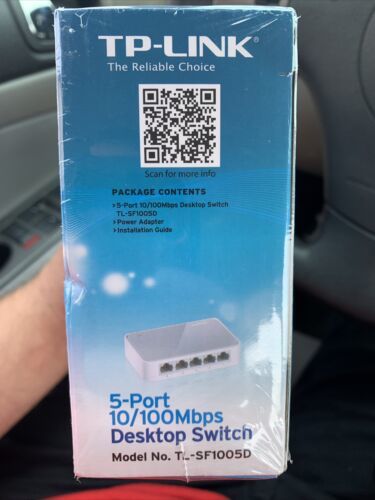 TP-LINK®
The Reliable Choice
Scan for more info
PACKAGE CONTENTS
>5-Port 10/100Mbps Desktop Switch
TL-SF1005D
>Power Adapter
>Installation Guide
5-Port
10/100Mbps
Desktop Switch
Model No. TL-SF1005D